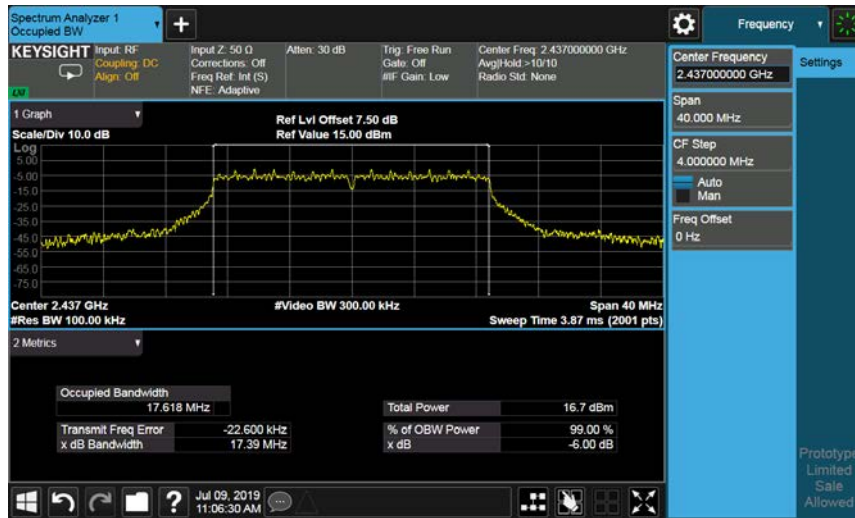 Spectrum Analyzer 1
Occupied BW
+
Frequency
KEYSIGHT
Input: RF
Coupling: DC
Align: Off
Input Z: 50 Ω
Corrections: Off
Freq Ref: Int (S)
NFE: Adaptive
Atten: 30 dB
Trig: Free Run
Gate: Off
#IF Gain: Low
Center Freq: 2.437000000 GHz
Avg|Hold:>10/10
Radio Std: None
LXI
1 Graph
Scale/Div 10.0 dB
Ref Lvl Offset 7.50 dB
Ref Value 15.00 dBm
Log
5.00
-5.00
-15.0
-25.0
-35.0
-45.0
-55.0
-65.0
-75.0
Center 2.437 GHz
#Res BW 100.00 kHz
#Video BW 300.00 kHz
Span 40 MHz
Sweep Time 3.87 ms (2001 pts)
2 Metrics
Occupied Bandwidth
17.618 MHz
Total Power 16.7 dBm
Transmit Freq Error -22.600 kHz
% of OBW Power 99.00 %
x dB Bandwidth 17.39 MHz
x dB -6.00 dB
Center Frequency
2.437000000 GHz
Settings
Span
40.000 MHz
CF Step
4.000000 MHz
Auto
Man
Freq Offset
0 Hz
Prototype
Limited
Sale
Allowed
?
Jul 09, 2019
11:06:30 AM